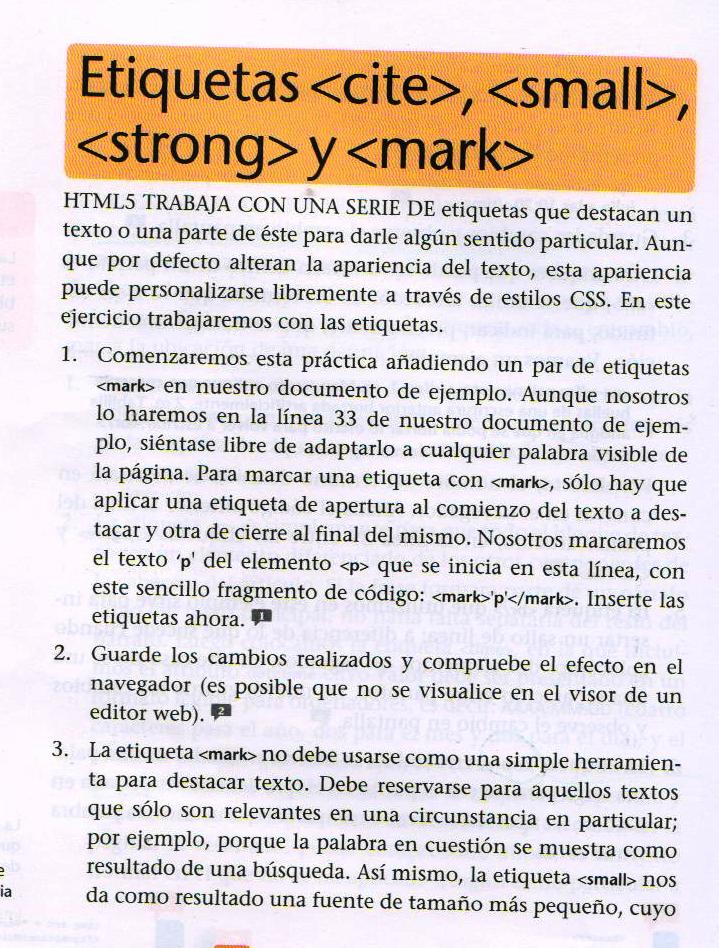 Etiquetas <cite>, <small>,
<strong> y <mark>
HTML5 TRABAJA CON UNA SERIE DE etiquetas que destacan un
texto o una parte de éste para darle algún sentido particular. Aun-
que por defecto alteran la apariencia del texto, esta apariencia
puede personalizarse libremente a través de estilos CSS. En este
ejercicio trabajaremos con las etiquetas.
1. Comenzaremos esta práctica añadiendo un par de etiquetas
<mark> en nuestro documento de ejemplo. Aunque nosotros
lo haremos en la línea 33 de nuestro documento de ejem-
plo, siéntase libre de adaptarlo a cualquier palabra visible de
la página. Para marcar una etiqueta con <mark>, sólo hay que
aplicar una etiqueta de apertura al comienzo del texto a des-
tacar y otra de cierre al final del mismo. Nosotros marcaremos
el texto 'p' del elemento <p> que se inicia en esta línea, con
este sencillo fragmento de código: <mark>'p'</mark>. Inserte las
etiquetas ahora. 1
2. Guarde los cambios realizados y compruebe el efecto en el
navegador (es posible que no se visualice en el visor de un
editor web). 2
3. La etiqueta <mark> no debe usarse como una simple herramien-
ta para destacar texto. Debe reservarse para aquellos textos
que sólo son relevantes en una circunstancia en particular;
por ejemplo, porque la palabra en cuestión se muestra como
resultado de una búsqueda. Así mismo, la etiqueta <small> nos
da como resultado una fuente de tamaño más pequeño, cuyo